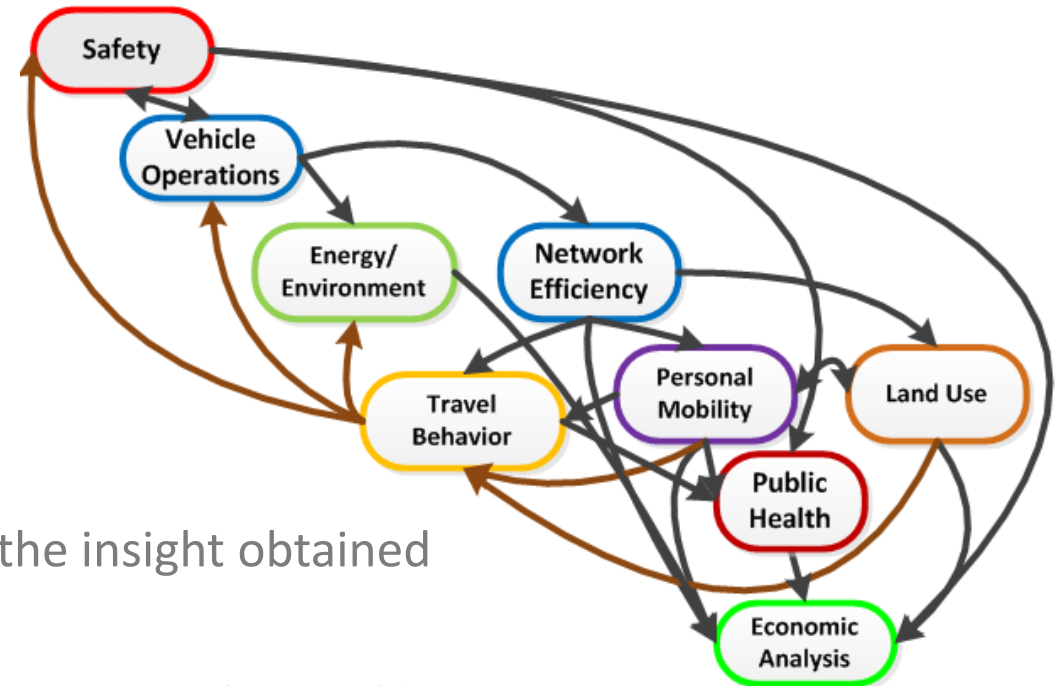 Safety
Vehicle
Operations
Energy/
Environment
Network
Efficiency
Travel
Behavior
Personal
Mobility
Land Use
Public
Health
the insight obtained
Economic
Analysis